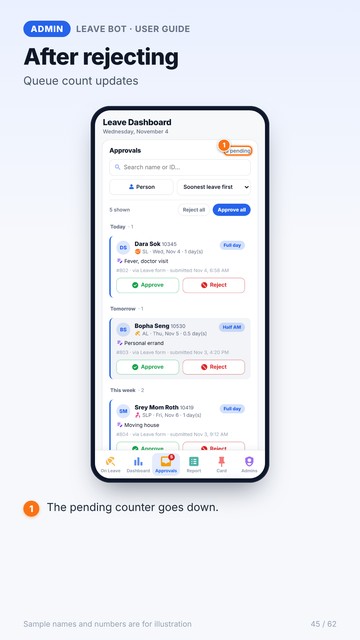 ADMIN LEAVE BOT · USER GUIDE
After rejecting
Queue count updates
Leave Dashboard
Wednesday, November 4
1
Approvals pending
Search name or ID...
Person Soonest leave first
5 shown Reject all Approve all
Today · 1
DS Dara Sok 10345 Full day
SL · Wed, Nov 4 · 1 day(s)
Fever, doctor visit
#802 · via Leave form · submitted Nov 4, 6:58 AM
Approve Reject
Tomorrow · 1
BS Bopha Seng 10530 Half AM
AL · Thu, Nov 5 · 0.5 day(s)
Personal errand
#803 · via Leave form · submitted Nov 3, 4:20 PM
Approve Reject
This week · 2
SM Srey Mom Roth 10419 Full day
SLP · Fri, Nov 6 · 1 day(s)
Moving house
#804 · via Leave form · submitted Nov 3, 9:12 AM
Approve Reject
On Leave Dashboard Approvals Report Card Admins
1 The pending counter goes down.
Sample names and numbers are for illustration 45 / 62